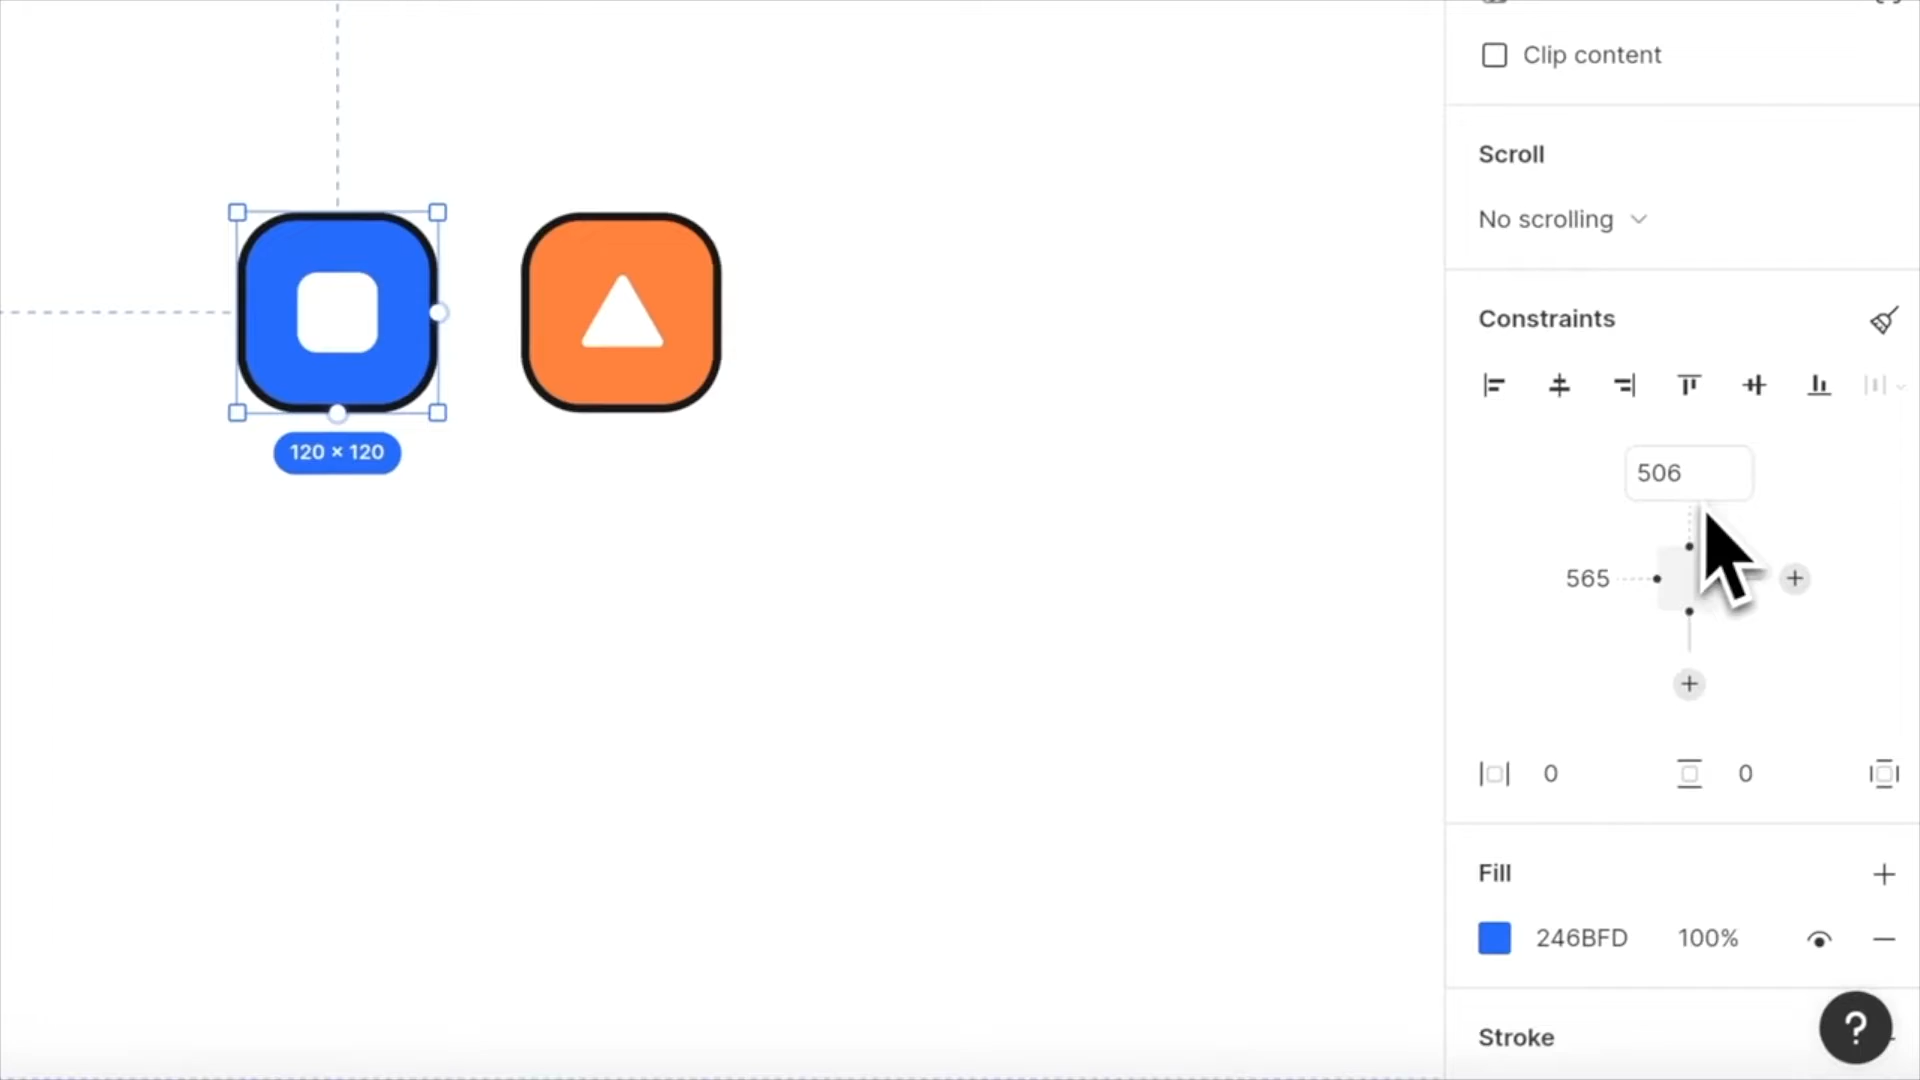 Clip content
Scroll
No scrolling
Constraints
506
565
120 × 120
0 0
Fill
246BFD 100%
Stroke
?